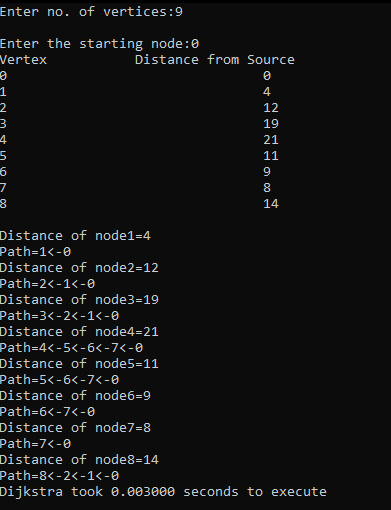 Enter no. of vertices:9
Enter the starting node:0
Vertex Distance from Source
0 0
1 4
2 12
3 19
4 21
5 11
6 9
7 8
8 14
Distance of node1=4
Path=1<-0
Distance of node2=12
Path=2<-1<-0
Distance of node3=19
Path=3<-2<-1<-0
Distance of node4=21
Path=4<-5<-6<-7<-0
Distance of node5=11
Path=5<-6<-7<-0
Distance of node6=9
Path=6<-7<-0
Distance of node7=8
Path=7<-0
Distance of node8=14
Path=8<-2<-1<-0
Dijkstra took 0.003000 seconds to execute